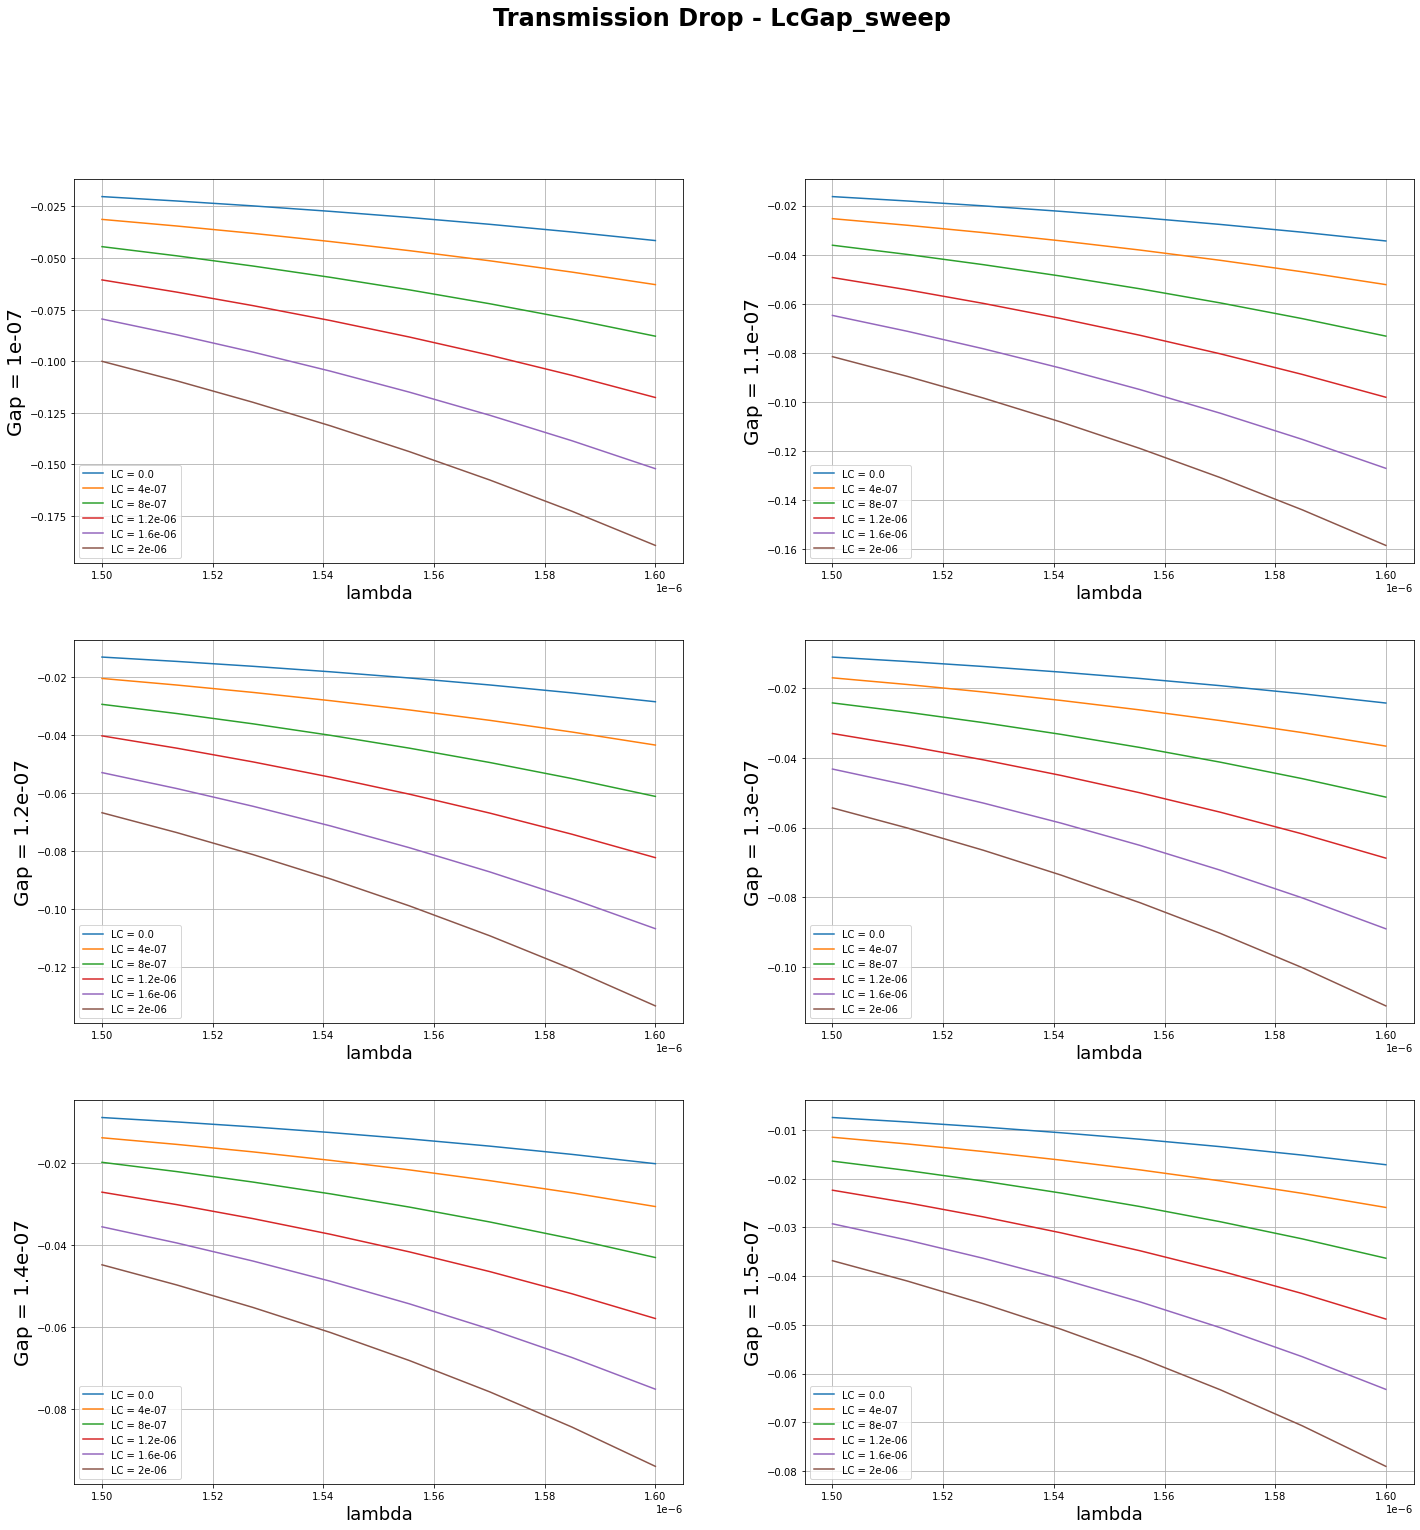 Transmission Drop - LcGap_sweep
Gap = 1e-07
−0.025
−0.050
−0.075
−0.100
−0.125
−0.150
−0.175
LC = 0.0
LC = 4e-07
LC = 8e-07
LC = 1.2e-06
LC = 1.6e-06
LC = 2e-06
1.50 1.52 1.54 1.56 1.58 1.60
1e−6
lambda
Gap = 1.1e-07
−0.02
−0.04
−0.06
−0.08
−0.10
−0.12
−0.14
−0.16
LC = 0.0
LC = 4e-07
LC = 8e-07
LC = 1.2e-06
LC = 1.6e-06
LC = 2e-06
1.50 1.52 1.54 1.56 1.58 1.60
1e−6
lambda
Gap = 1.2e-07
−0.02
−0.04
−0.06
−0.08
−0.10
−0.12
LC = 0.0
LC = 4e-07
LC = 8e-07
LC = 1.2e-06
LC = 1.6e-06
LC = 2e-06
1.50 1.52 1.54 1.56 1.58 1.60
1e−6
lambda
Gap = 1.3e-07
−0.02
−0.04
−0.06
−0.08
−0.10
LC = 0.0
LC = 4e-07
LC = 8e-07
LC = 1.2e-06
LC = 1.6e-06
LC = 2e-06
1.50 1.52 1.54 1.56 1.58 1.60
1e−6
lambda
Gap = 1.4e-07
−0.02
−0.04
−0.06
−0.08
LC = 0.0
LC = 4e-07
LC = 8e-07
LC = 1.2e-06
LC = 1.6e-06
LC = 2e-06
1.50 1.52 1.54 1.56 1.58 1.60
1e−6
lambda
Gap = 1.5e-07
−0.01
−0.02
−0.03
−0.04
−0.05
−0.06
−0.07
−0.08
LC = 0.0
LC = 4e-07
LC = 8e-07
LC = 1.2e-06
LC = 1.6e-06
LC = 2e-06
1.50 1.52 1.54 1.56 1.58 1.60
1e−6
lambda